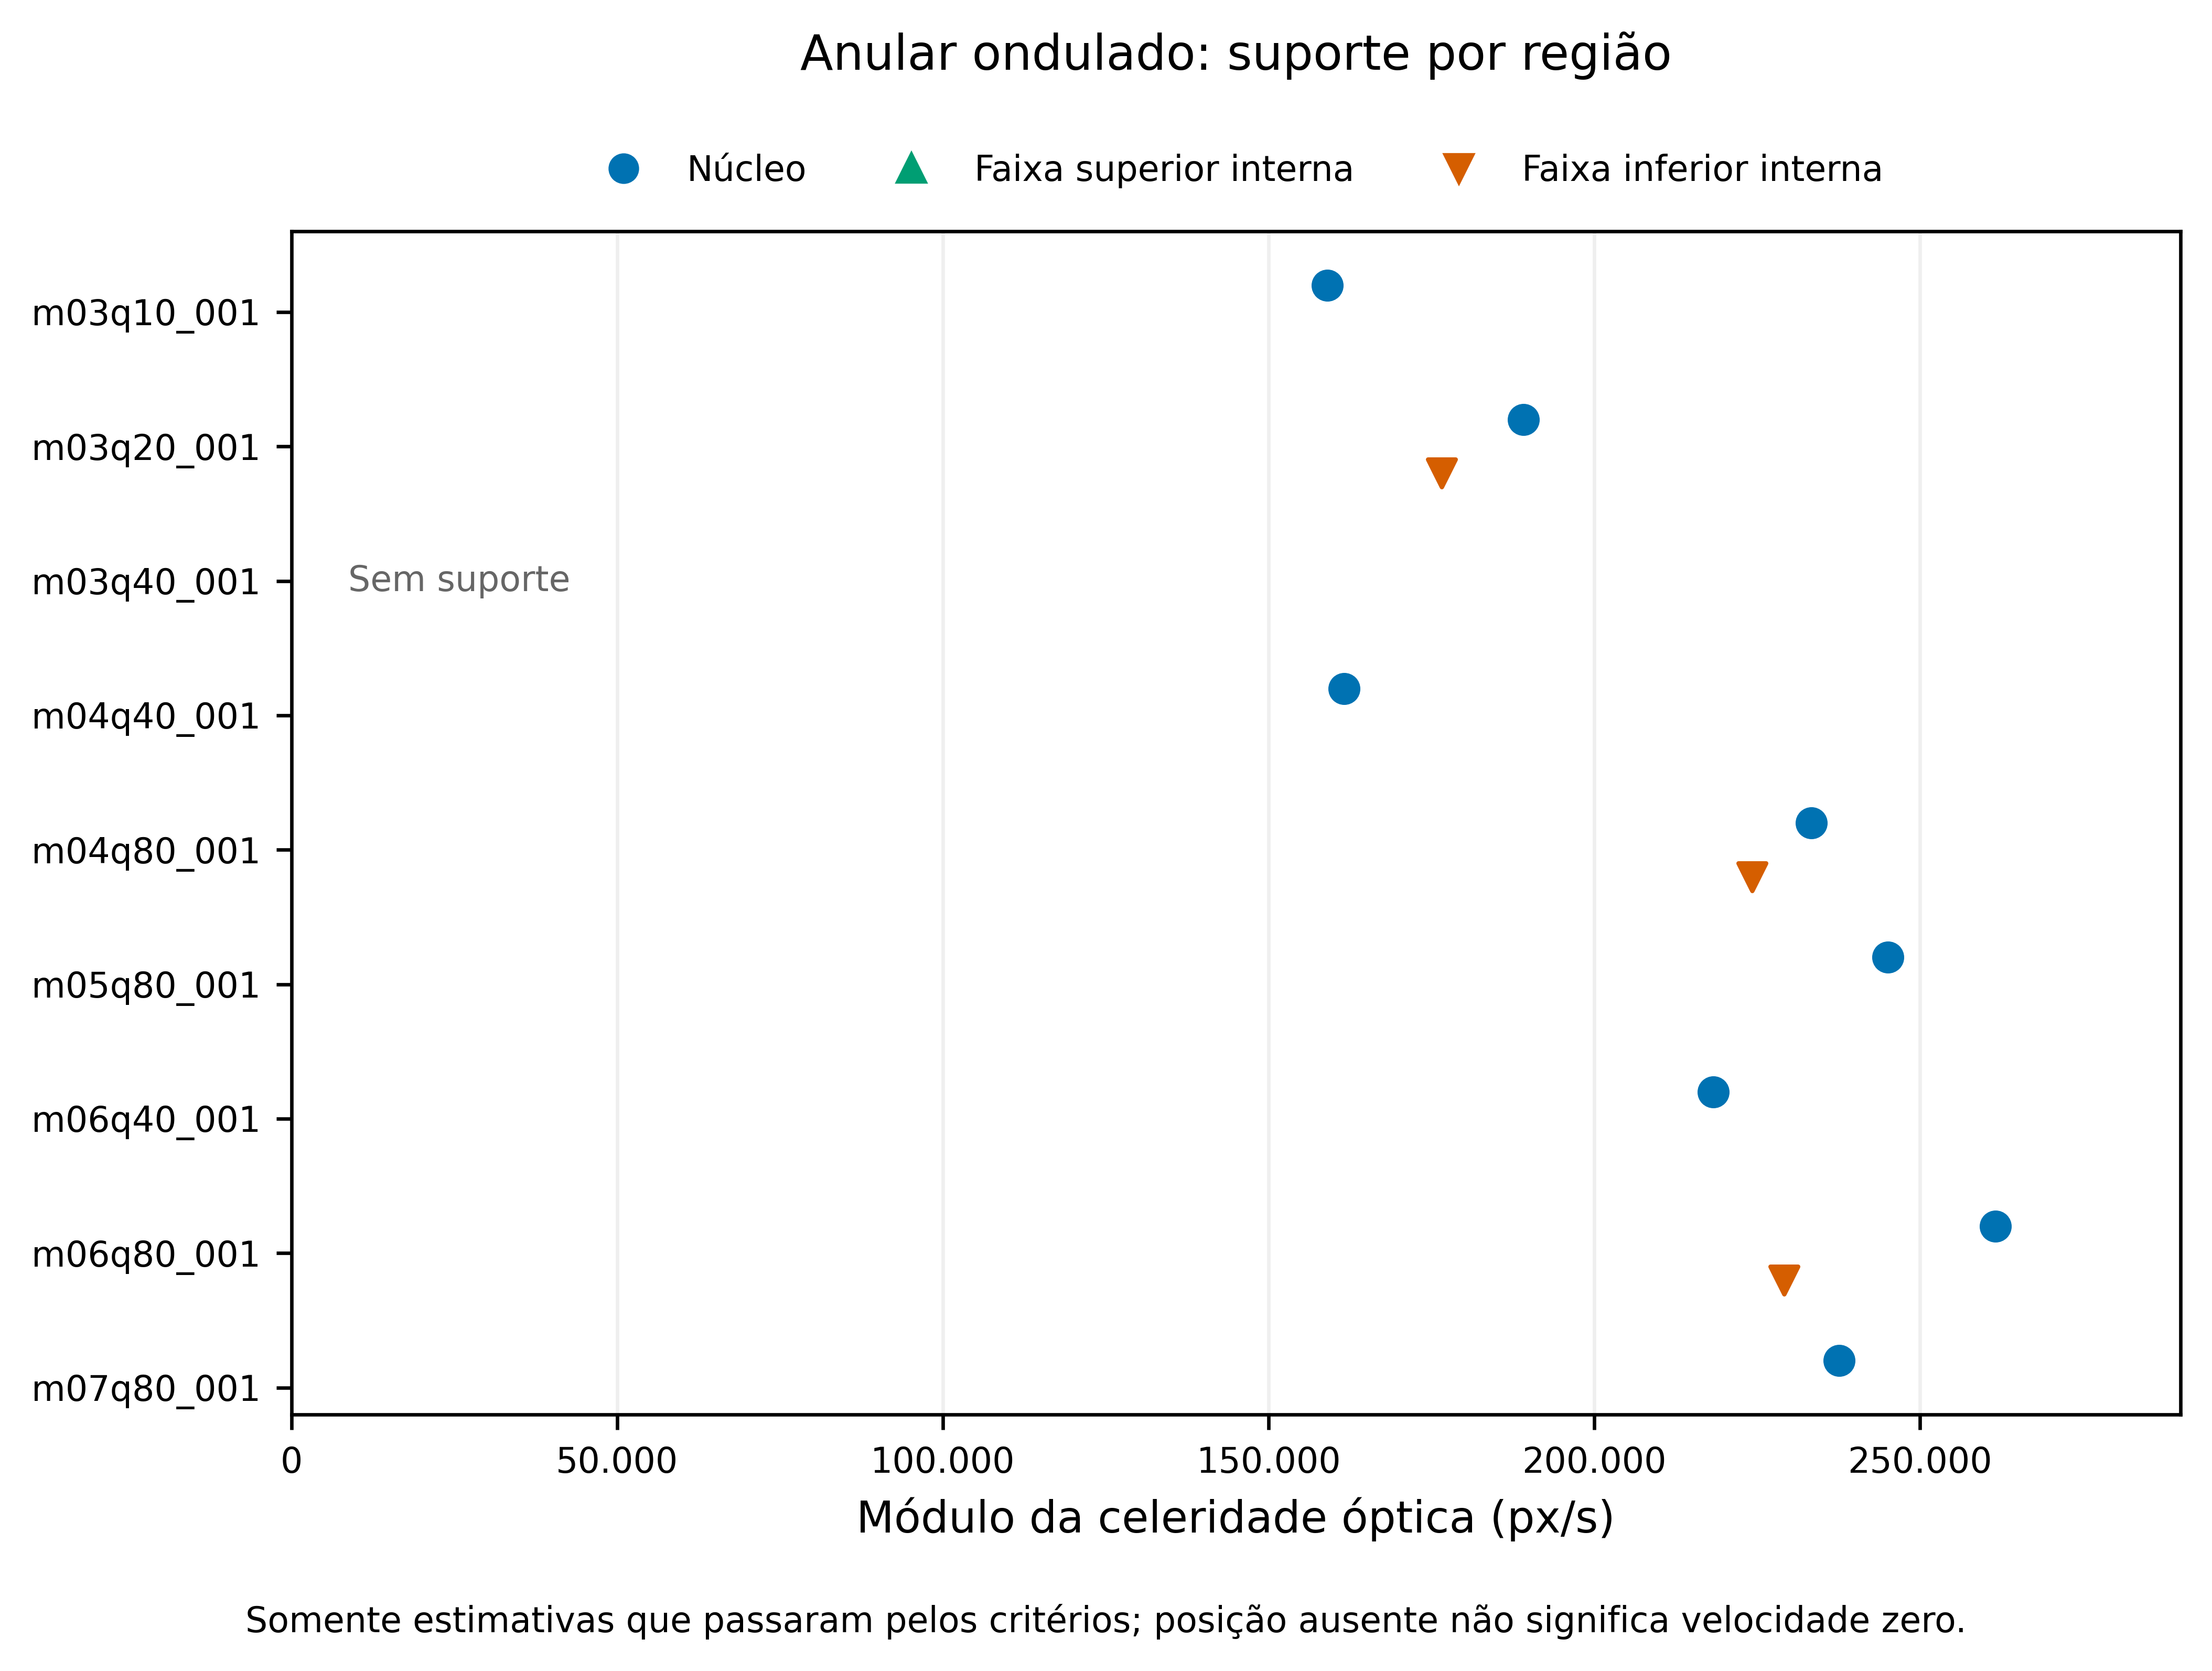 Anular ondulado: suporte por região
Núcleo
Faixa superior interna
Faixa inferior interna
m03q10_001
m03q20_001
m03q40_001
Sem suporte
m04q40_001
m04q80_001
m05q80_001
m06q40_001
m06q80_001
m07q80_001
0
50.000
100.000
150.000
200.000
250.000
Módulo da celeridade óptica (px/s)
Somente estimativas que passaram pelos critérios; posição ausente não significa velocidade zero.